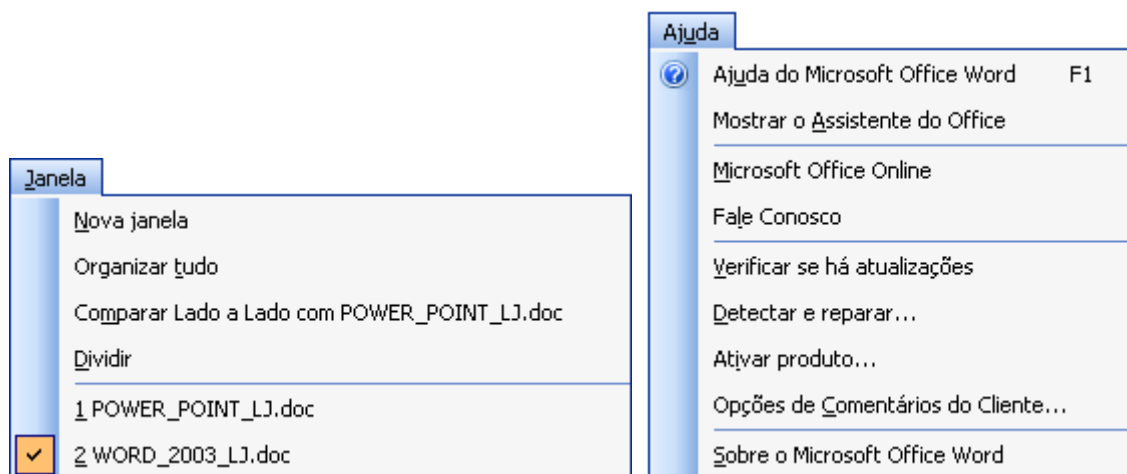 Janela
Nova janela
Organizar tudo
Comparar Lado a Lado com POWER_POINT_LJ.doc
Dividir
1 POWER_POINT_LJ.doc
2 WORD_2003_LJ.doc
Ajuda
Ajuda do Microsoft Office Word F1
Mostrar o Assistente do Office
Microsoft Office Online
Fale Conosco
Verificar se há atualizações
Detectar e reparar...
Ativar produto...
Opções de Comentários do Cliente...
Sobre o Microsoft Office Word